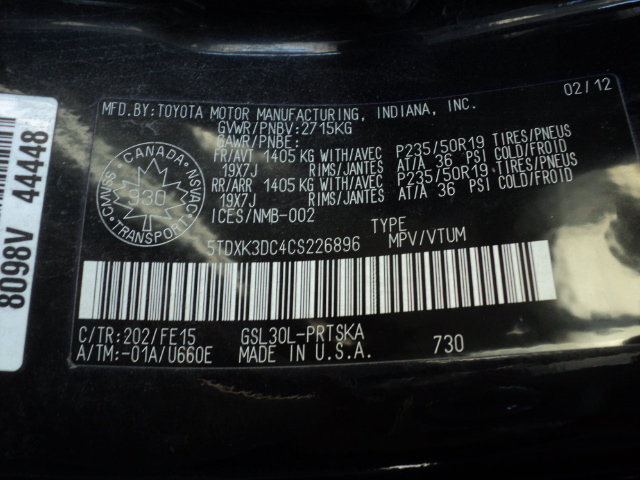 MFD.BY:TOYOTA MOTOR MANUFACTURING, INDIANA, INC. 02/12
GVWR/PNBV:2715KG
GAWR/PNBE:
FR/AVT 1405 KG WITH/AVEC P235/50R19 TIRES/PNEUS
19X7J RIMS/JANTES AT/A 36 PSI COLD/FROID
RR/ARR 1405 KG WITH/AVEC P235/50R19 TIRES/PNEUS
19X7J RIMS/JANTES AT/A 36 PSI COLD/FROID
ICES/NMB-002
CANADA
CMVSS
NSVAC
930
TRANSPORT
5TDXK3DC4CS226896 TYPE
MPV/VTUM
C/TR:202/FE15 GSL30L-PRTSKA
A/TM:-01A/U660E MADE IN U.S.A. 730
8098V 44448